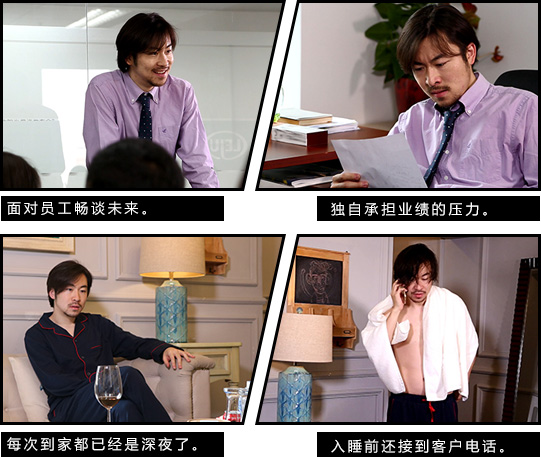 面对员工畅谈未来。
独自承担业绩的压力。
每次到家都已经是深夜了。
入睡前还接到客户电话。